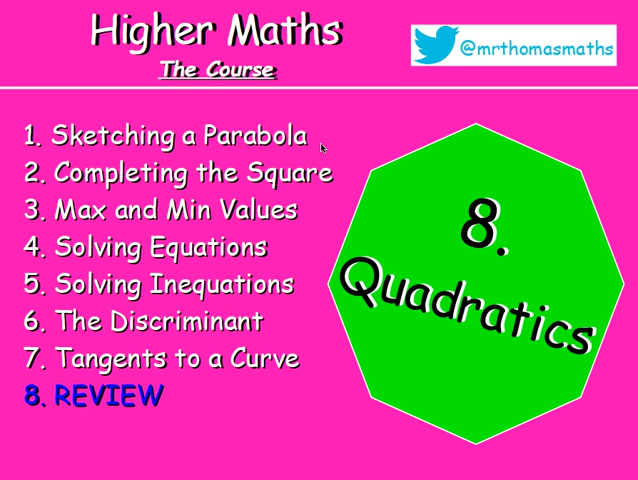 Higher Maths
The Course
@mrthomasmaths
1. Sketching a Parabola
2. Completing the Square
3. Max and Min Values
4. Solving Equations
5. Solving Inequations
6. The Discriminant
7. Tangents to a Curve
8. REVIEW
8.
Quadratics